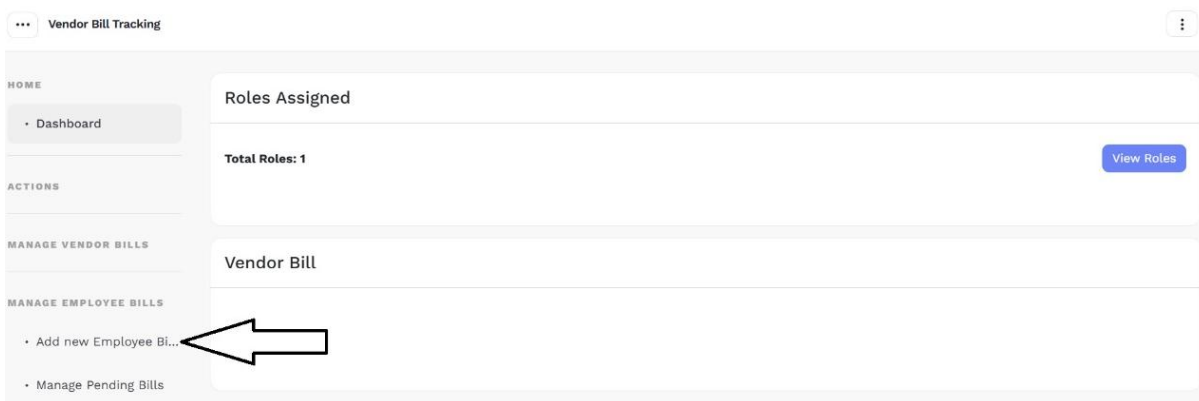 Vendor Bill Tracking
HOME
Dashboard
ACTIONS
MANAGE VENDOR BILLS
MANAGE EMPLOYEE BILLS
Add new Employee Bi...
Manage Pending Bills
Roles Assigned
Total Roles: 1
View Roles
Vendor Bill